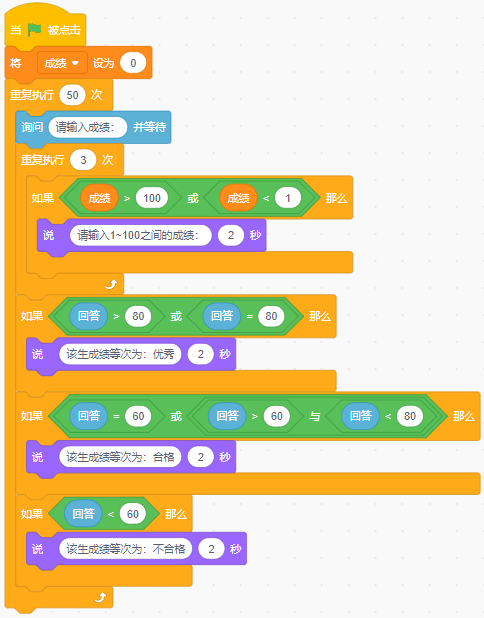 当 被点击
将 成绩 设为 0
重复执行 50 次
询问 请输入成绩： 并等待
重复执行 3 次
如果 成绩 > 100 或 成绩 < 1 那么
说 请输入1~100之间的成绩： 2 秒
如果 回答 > 80 或 回答 = 80 那么
说 该生成绩等次为：优秀 2 秒
如果 回答 = 60 或 回答 > 60 与 回答 < 80 那么
说 该生成绩等次为：合格 2 秒
如果 回答 < 60 那么
说 该生成绩等次为：不合格 2 秒